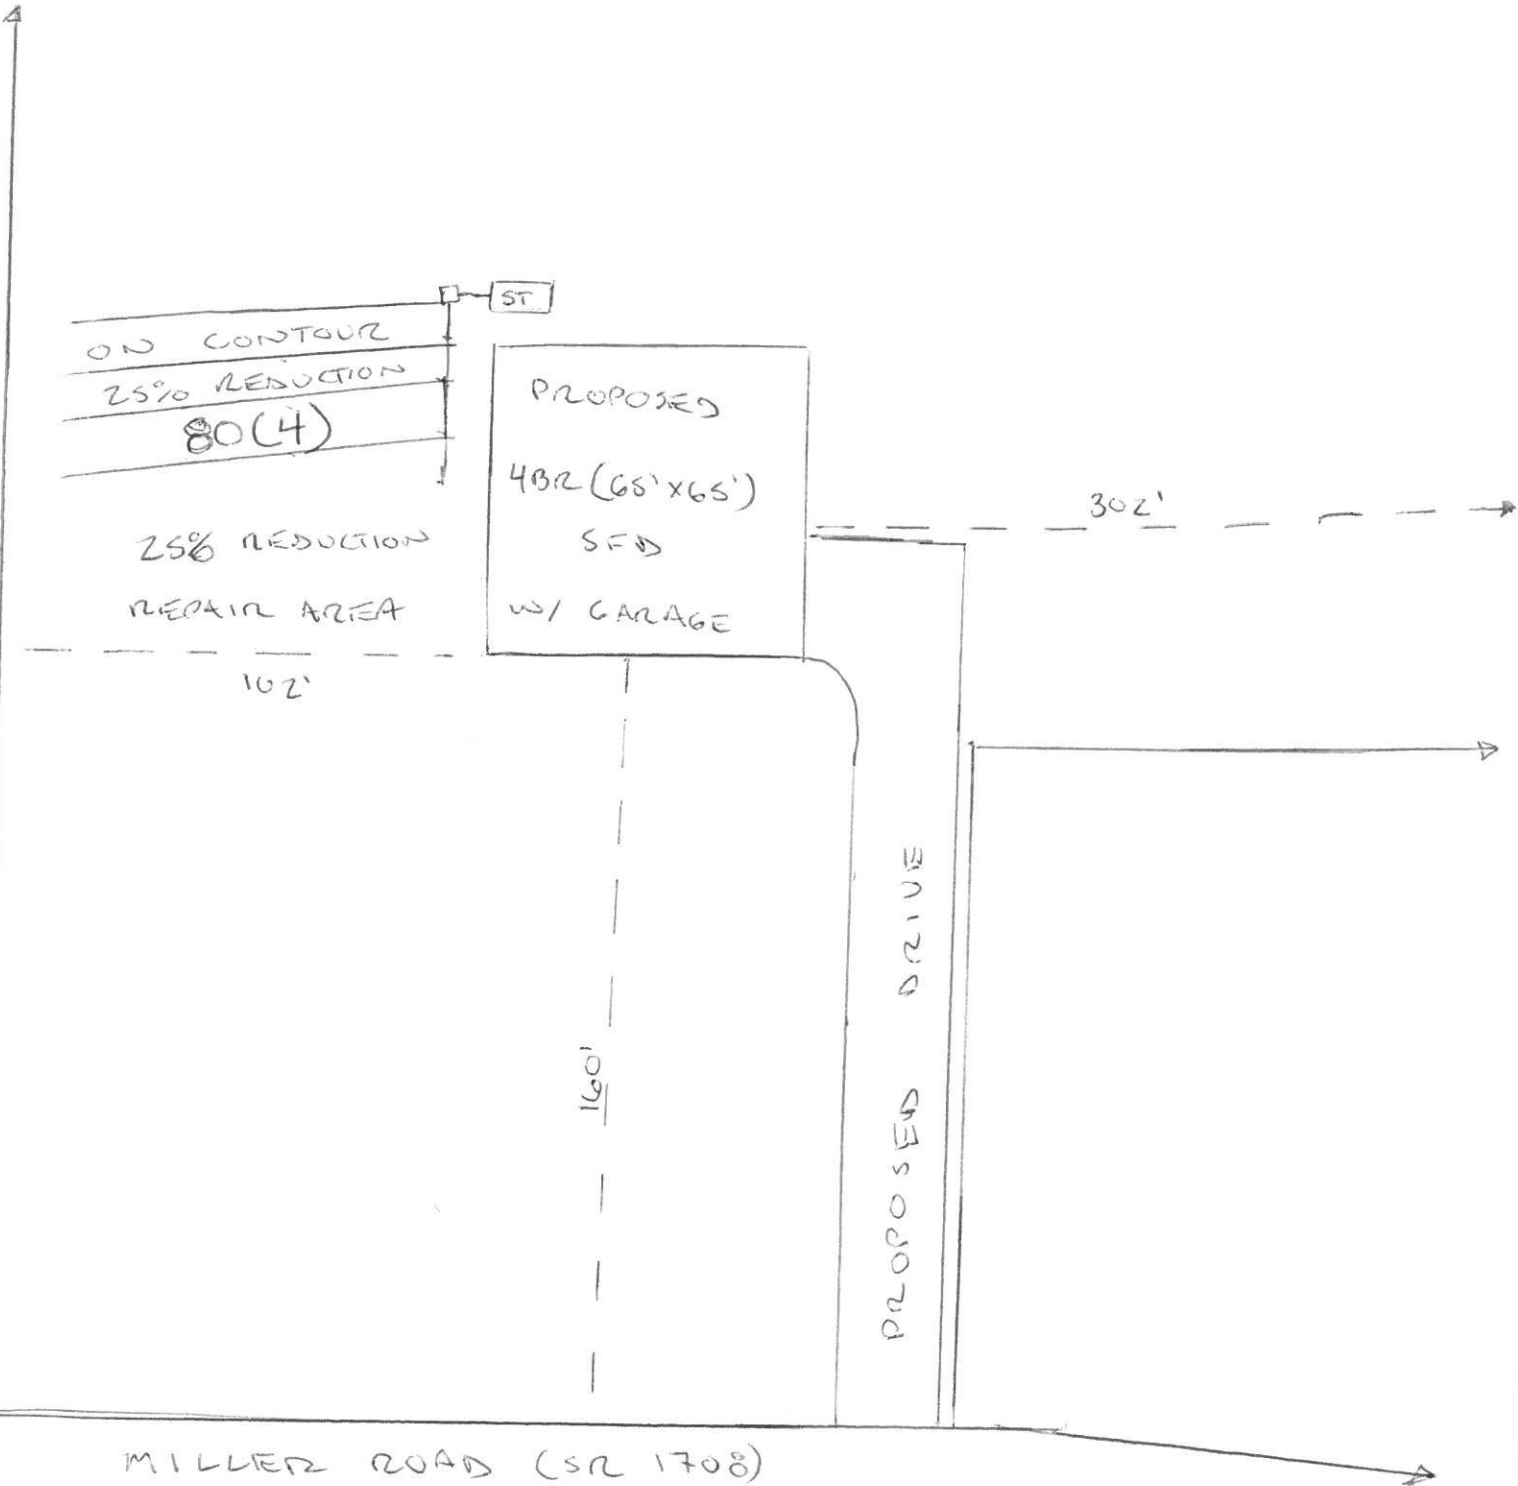 ST
ON CONTOUR
25% REDUCTION
80(4)
25% REDUCTION
REPAIR AREA
102'
PROPOSED
4BR (65'x65')
SFD
W/ GARAGE
302'
160'
PROPOSED DRIVE
MILLER ROAD (SR 1708)